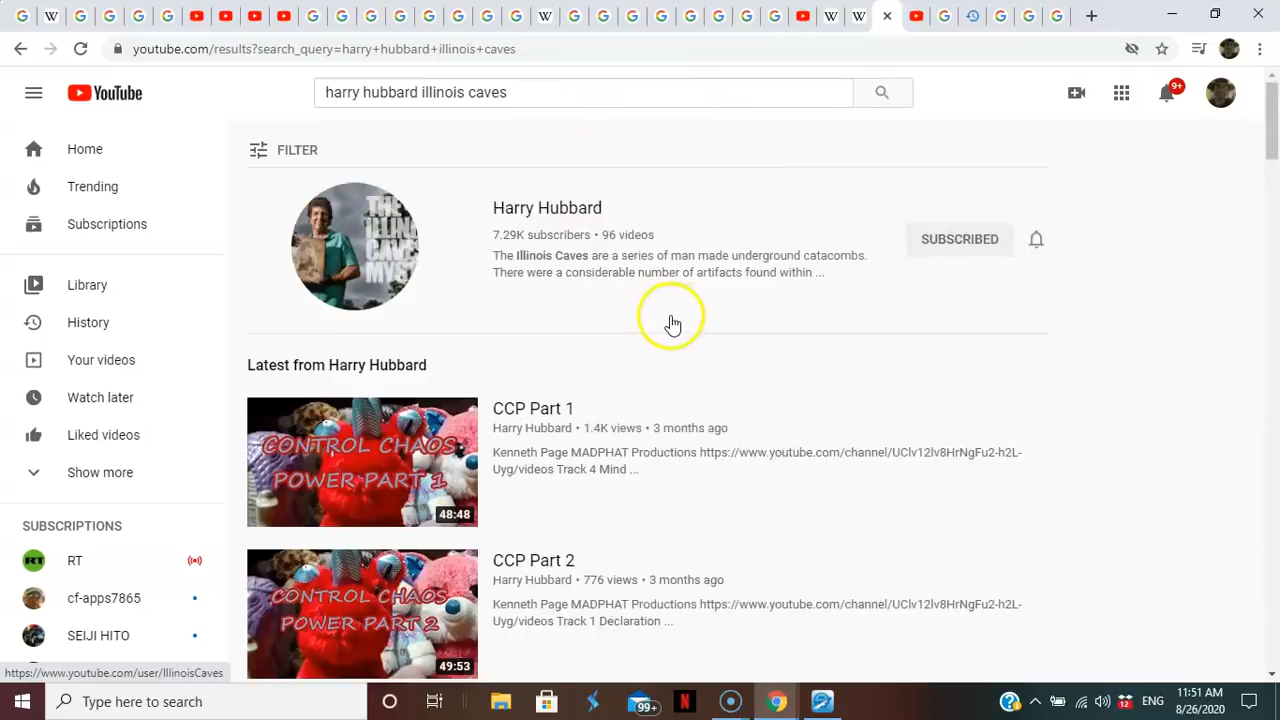 youtube.com/results?search_query=harry+hubbard+illinois+caves
YouTube
harry hubbard illinois caves
9+
Home
Trending
Subscriptions
Library
History
Your videos
Watch later
Liked videos
Show more
SUBSCRIPTIONS
RT
cf-apps7865
SEIJI HITO
FILTER
THE
ILLIN
CAVE
MYS
Harry Hubbard
7.29K subscribers • 96 videos
The Illinois Caves are a series of man made underground catacombs.
There were a considerable number of artifacts found within ...
SUBSCRIBED
Latest from Harry Hubbard
CONTROL CHAOS
POWER PART 1
48:48
CCP Part 1
Harry Hubbard • 1.4K views • 3 months ago
Kenneth Page MADPHAT Productions https://www.youtube.com/channel/UClv12lv8HrNgFu2-h2L-
Uyg/videos Track 4 Mind ...
CONTROL CHAOS
POWER PART 2
49:53
CCP Part 2
Harry Hubbard • 776 views • 3 months ago
Kenneth Page MADPHAT Productions https://www.youtube.com/channel/UClv12lv8HrNgFu2-h2L-
Uyg/videos Track 1 Declaration ...
https://www.youtube.com/user/IllinoisCaves
Type here to search
99+
12
ENG
11:51 AM
8/26/2020